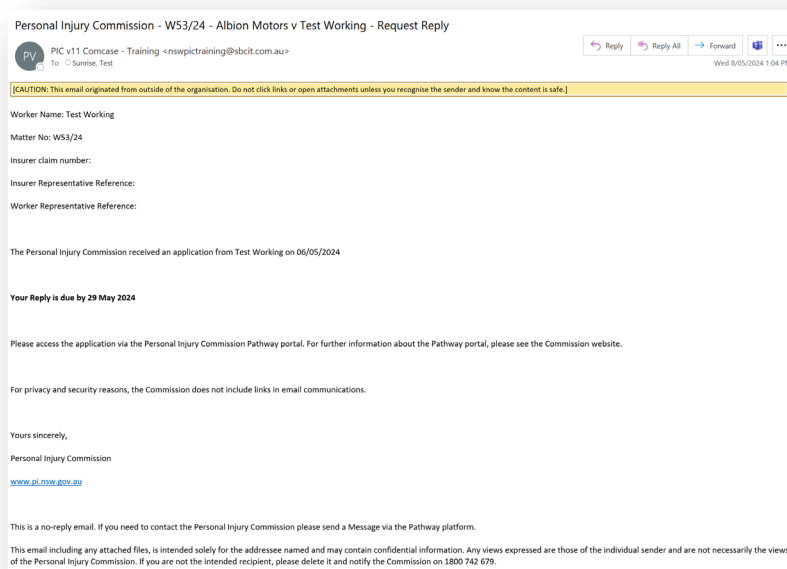 Personal Injury Commission - W53/24 - Albion Motors v Test Working - Request Reply
PV
PIC v11 Comcase - Training <nswpictraining@sbcit.com.au>
To Sunrise, Test
Reply
Reply All
Forward
Wed 8/05/2024 1:04 PM
[CAUTION: This email originated from outside of the organisation. Do not click links or open attachments unless you recognise the sender and know the content is safe.]
Worker Name: Test Working
Matter No: W53/24
Insurer claim number:
Insurer Representative Reference:
Worker Representative Reference:
The Personal Injury Commission received an application from Test Working on 06/05/2024
Your Reply is due by 29 May 2024
Please access the application via the Personal Injury Commission Pathway portal. For further information about the Pathway portal, please see the Commission website.
For privacy and security reasons, the Commission does not include links in email communications.
Yours sincerely,
Personal Injury Commission
www.pi.nsw.gov.au
This is a no-reply email. If you need to contact the Personal Injury Commission please send a Message via the Pathway platform.
This email including any attached files, is intended solely for the addressee named and may contain confidential information. Any views expressed are those of the individual sender and are not necessarily the views
of the Personal Injury Commission. If you are not the intended recipient, please delete it and notify the Commission on 1800 742 679.